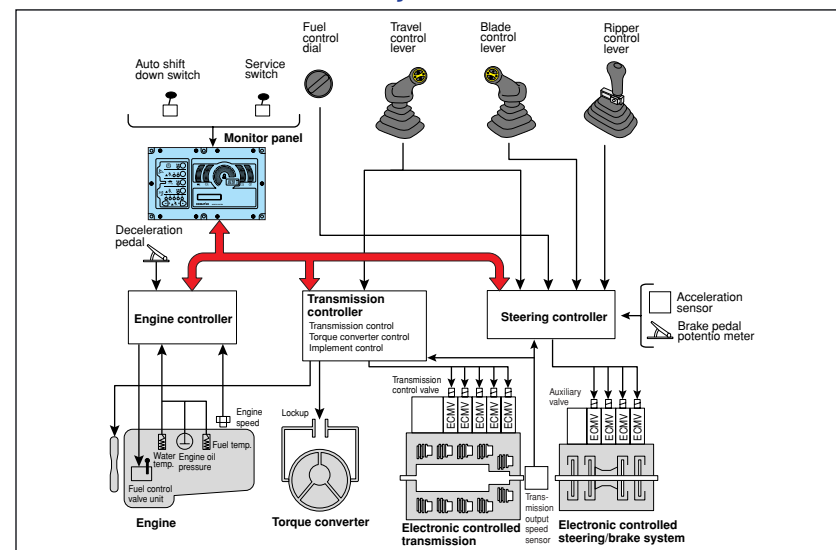 Fuel
control
dial
Travel
control
lever
Blade
control
lever
Ripper
control
lever
Auto shift
down switch
Service
switch
Monitor panel
Deceleration
pedal
Engine controller
Transmission
controller
Transmission control
Torque converter control
Implement control
Steering controller
Acceleration
sensor
Brake pedal
potentio meter
Transmission
control valve
ECMV
ECMV
ECMV
ECMV
ECMV
Auxiliary
valve
ECMV
ECMV
ECMV
ECMV
Engine
speed
Lockup
Water
temp.
Engine oil
pressure
Fuel temp.
Fuel control
valve unit
Engine
Torque converter
Electronic controlled
transmission
Trans-
mission
output
speed
sensor
Electronic controlled
steering/brake system